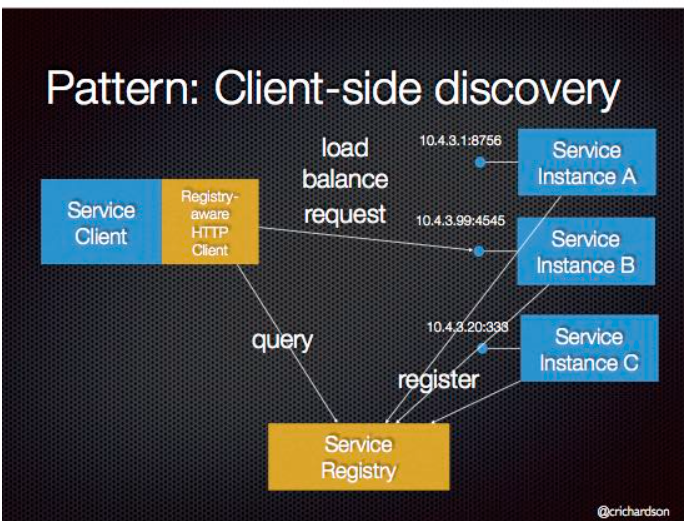 Pattern: Client-side discovery
load
balance
request
10.4.3.1:8756
Service
Instance A
Service
Client
Registry-
aware
HTTP
Client
10.4.3.99:4545
Service
Instance B
10.4.3.20:333
Service
Instance C
query
register
Service
Registry
@crichardson